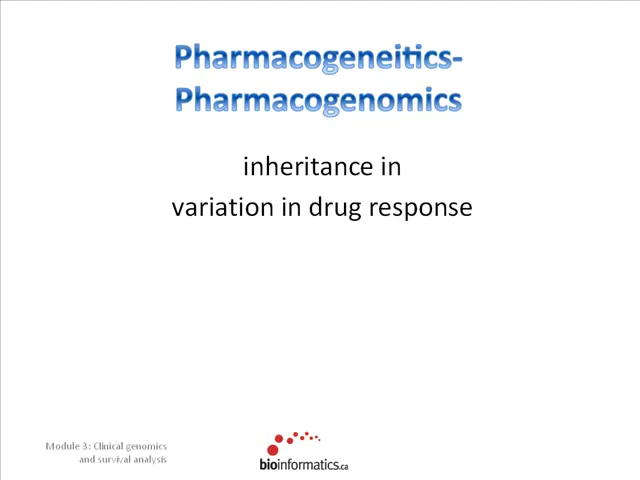 Pharmacogeneitics-
Pharmacogenomics
inheritance in
variation in drug response
Module 3: Clinical genomics
and survival analysis
bioinformatics.ca